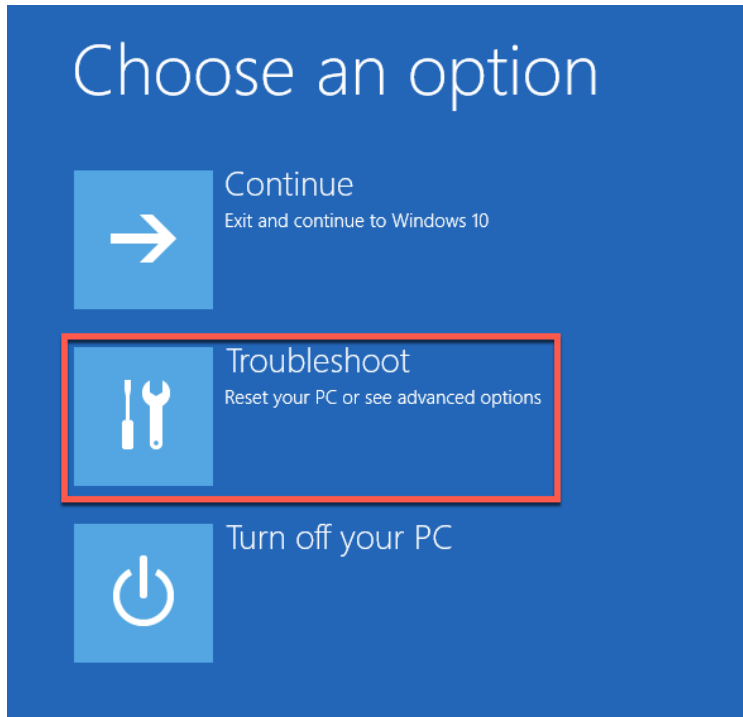 Choose an option
Continue
Exit and continue to Windows 10
Troubleshoot
Reset your PC or see advanced options
Turn off your PC